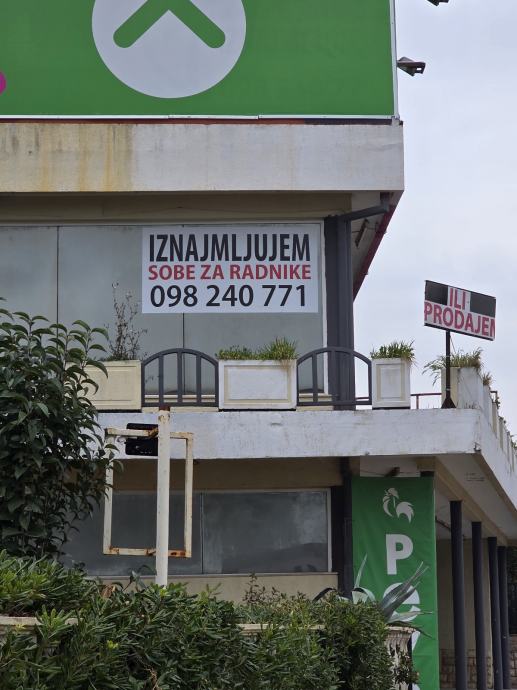 IZNAJMLJUJEM
SOBE ZA RADNIKE
098 240 771
ILI
PRODAJEM
P
e